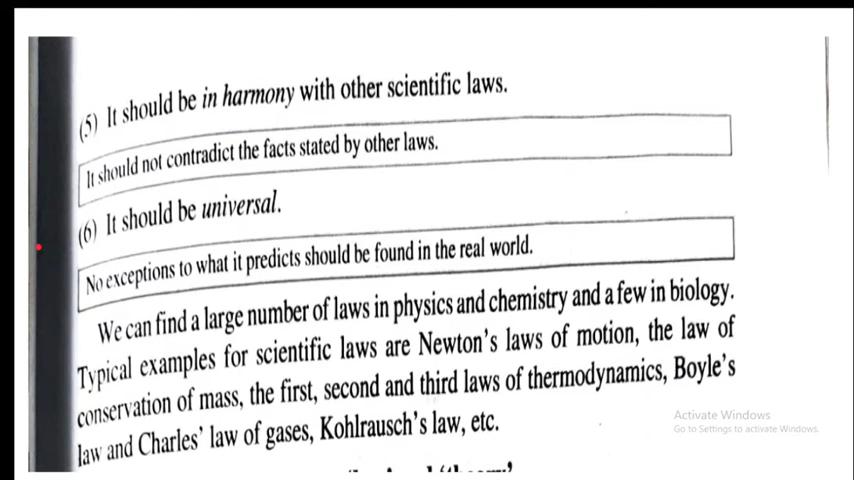 (5) It should be in harmony with other scientific laws.
It should not contradict the facts stated by other laws.
(6) It should be universal.
No exceptions to what it predicts should be found in the real world.
We can find a large number of laws in physics and chemistry and a few in biology.
Typical examples for scientific laws are Newton's laws of motion, the law of
conservation of mass, the first, second and third laws of thermodynamics, Boyle's
law and Charles' law of gases, Kohlrausch's law, etc.
Activate Windows
Go to Settings to activate Windows.